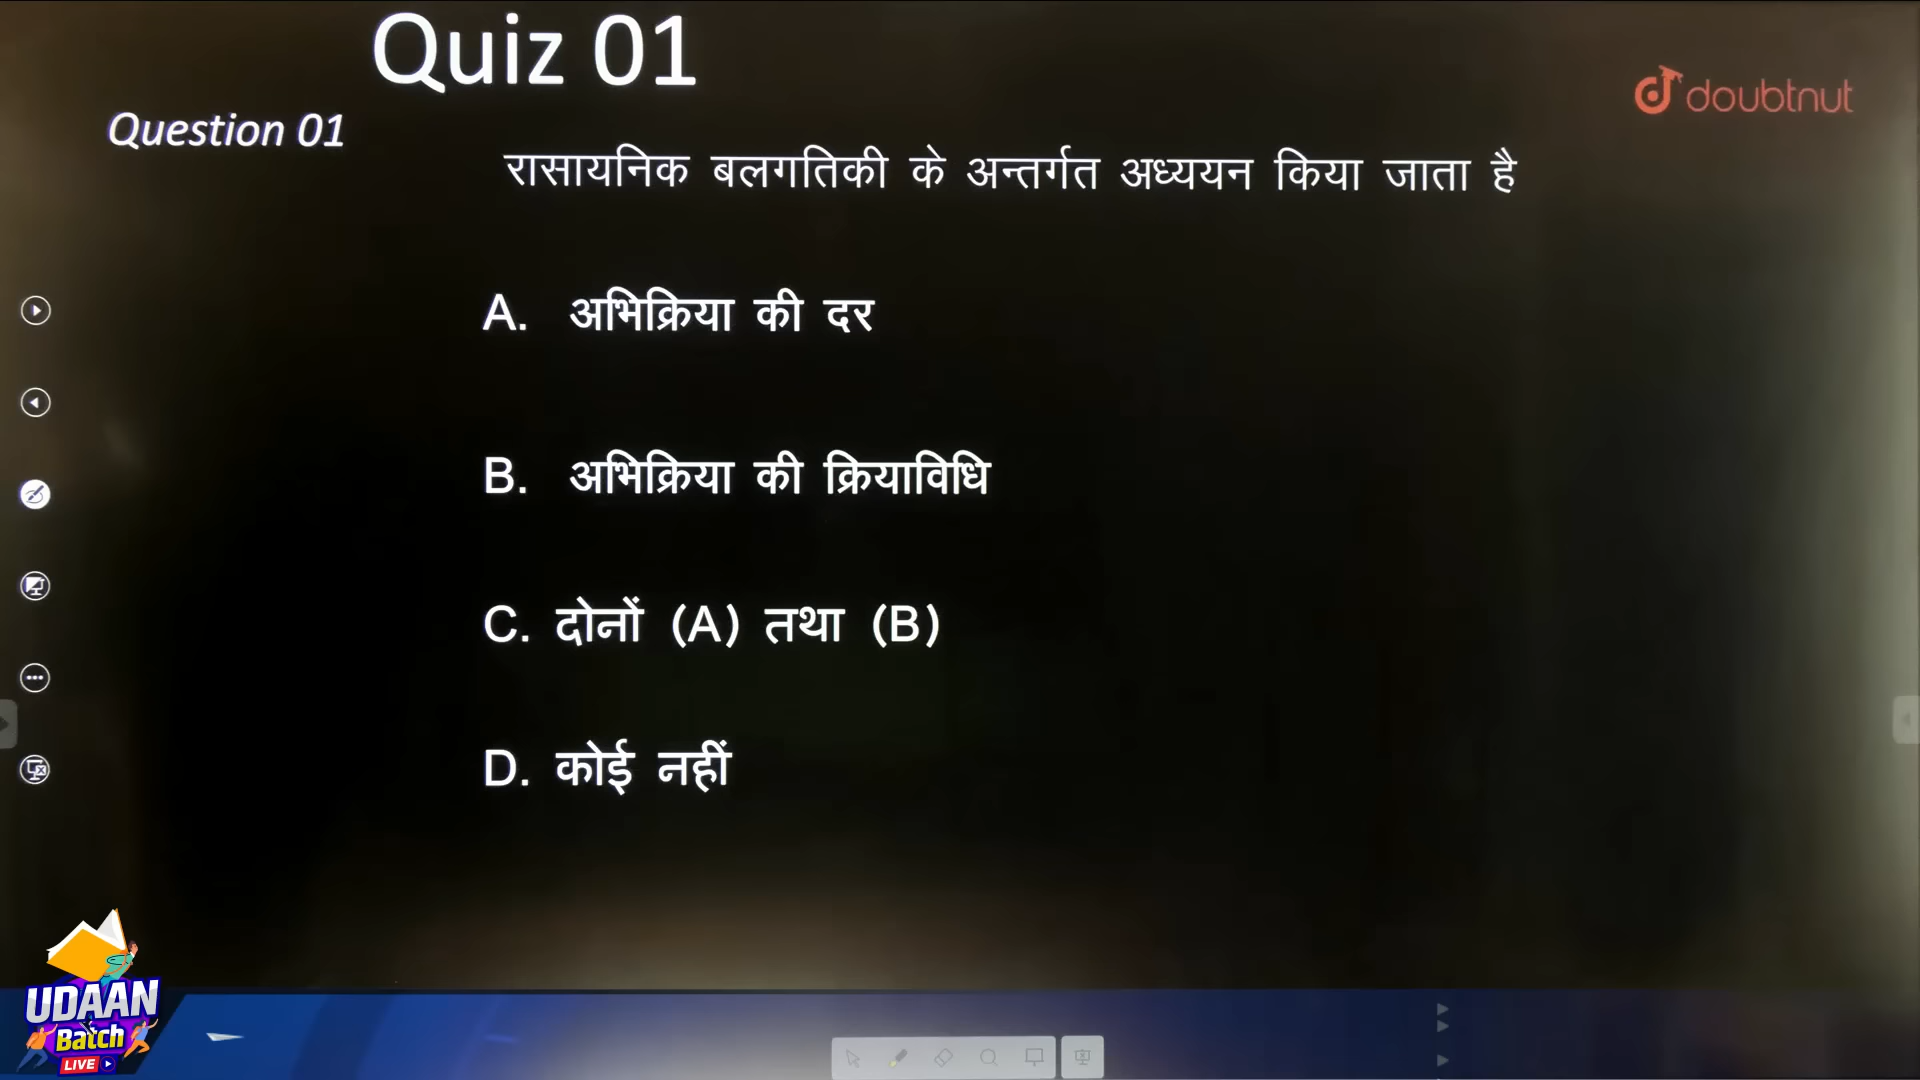 Quiz 01
doubtnut
Question 01
रासायनिक बलगतिकी के अन्तर्गत अध्ययन किया जाता है
A. अभिक्रिया की दर
B. अभिक्रिया की क्रियाविधि
C. दोनों (A) तथा (B)
D. कोई नहीं
UDAAN
Batch
LIVE